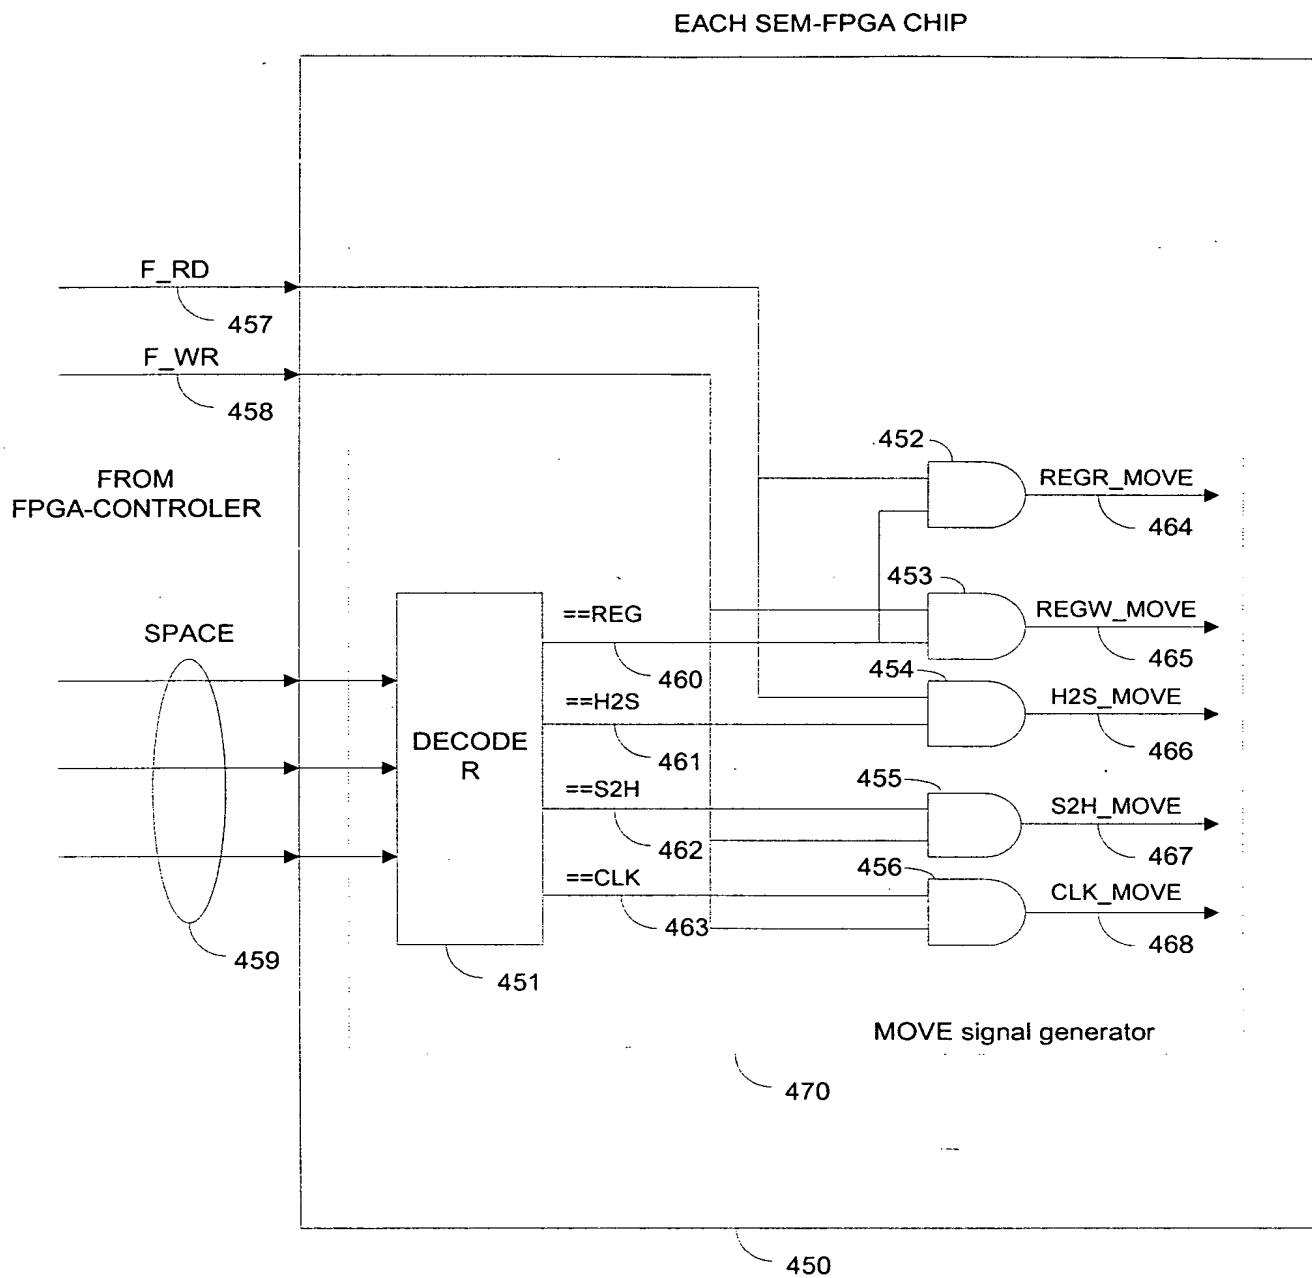 EACH SEM-FPGA CHIP
F_RD
457
F_WR
458
FROM
FPGA-CONTROLER
SPACE
459
DECODE
R
451
==REG
460
==H2S
461
==S2H
462
==CLK
463
452
REGR_MOVE
464
453
REGW_MOVE
465
454
H2S_MOVE
466
455
S2H_MOVE
467
456
CLK_MOVE
468
MOVE signal generator
470
450